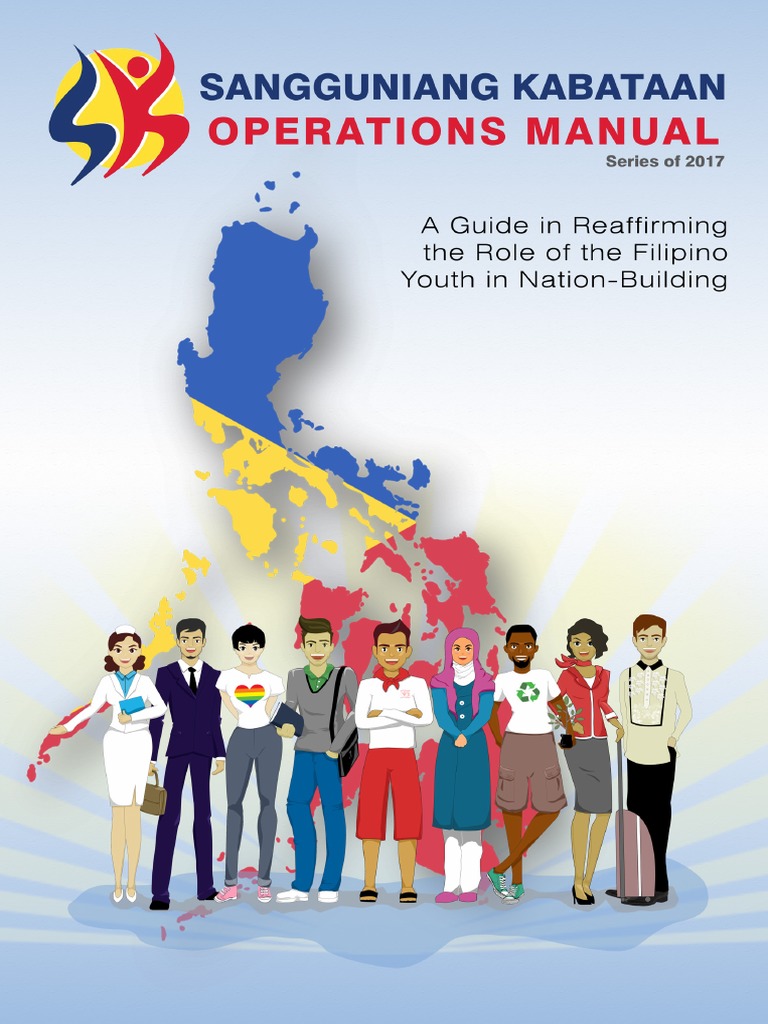 SANGGUNIANG KABATAAN
OPERATIONS MANUAL
Series of 2017
A Guide in Reaffirming
the Role of the Filipino
Youth in Nation-Building